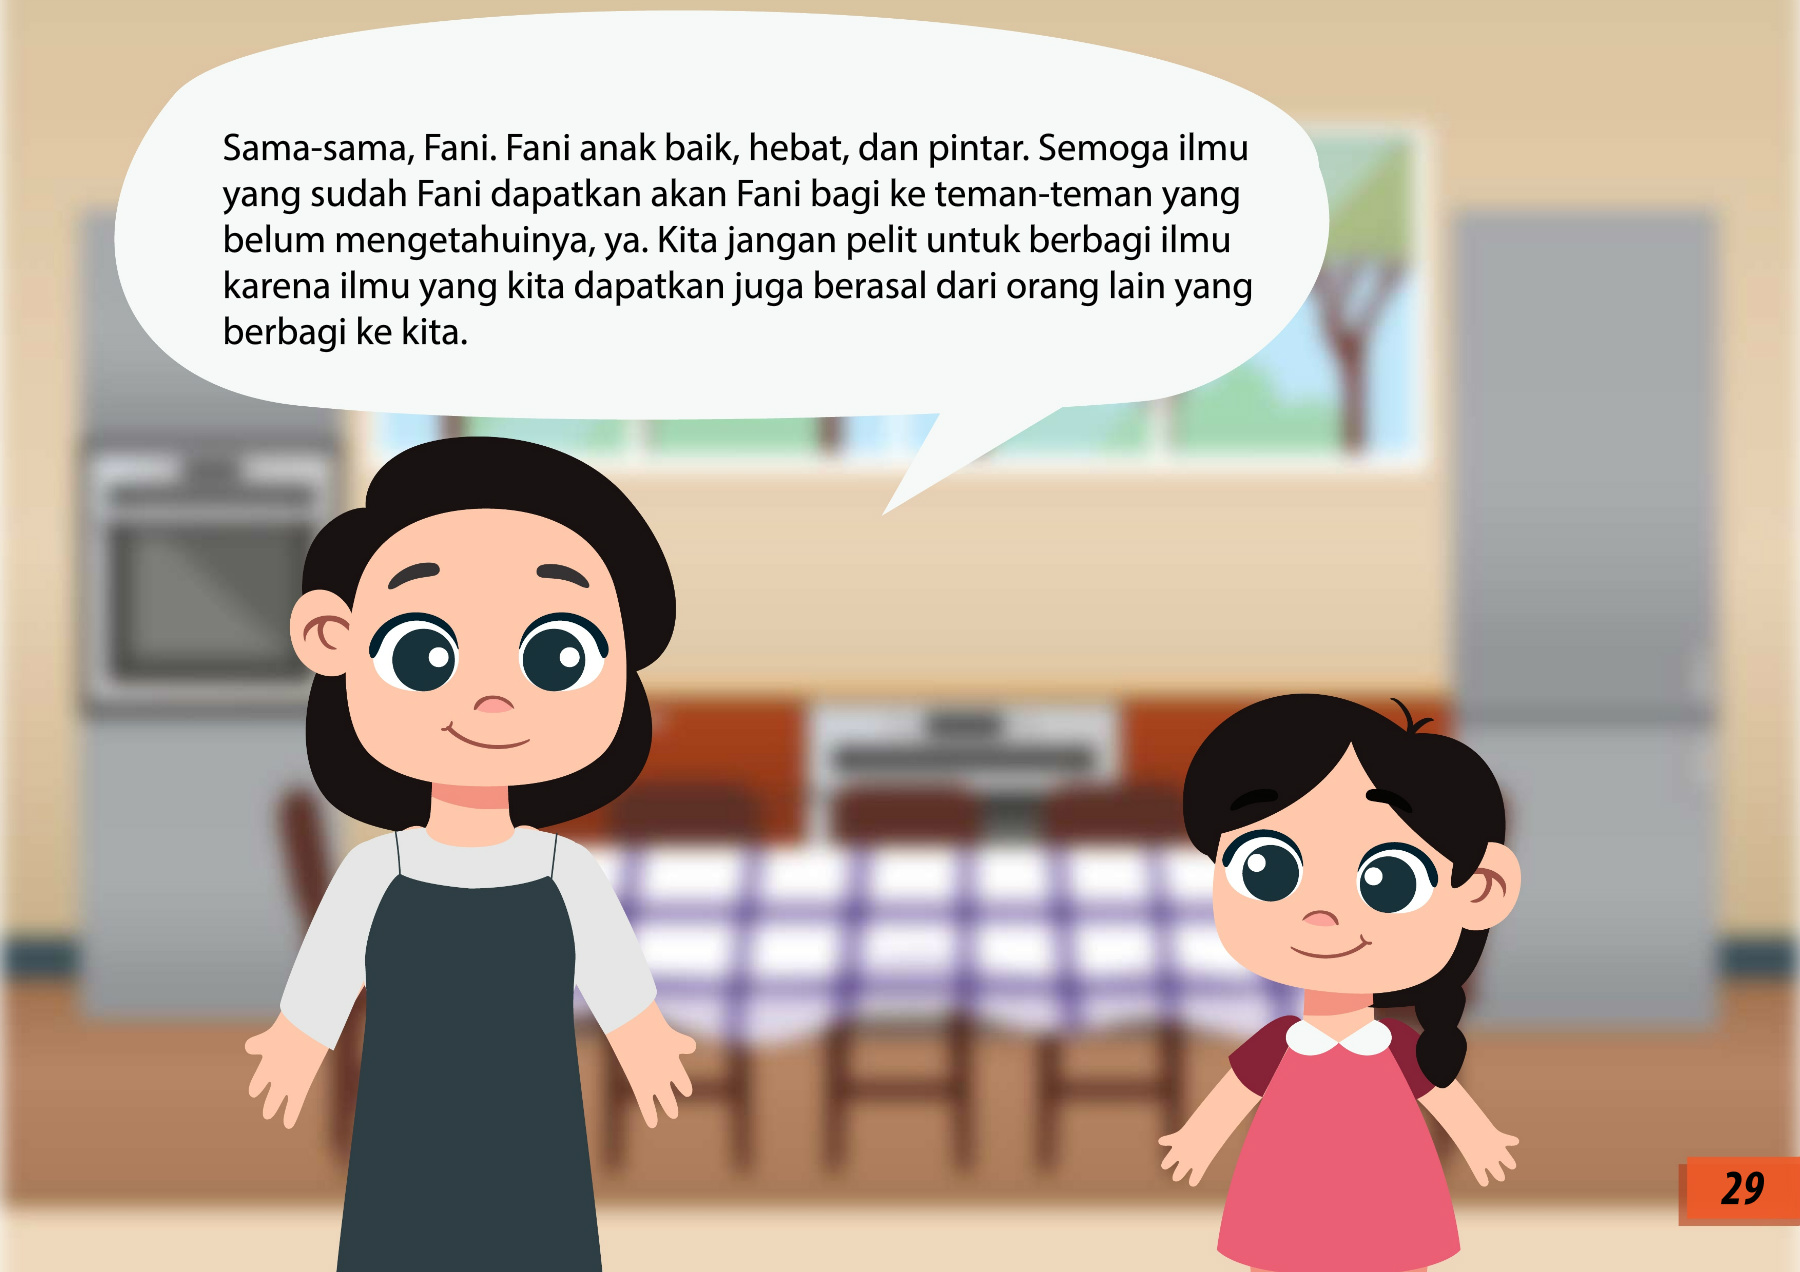 Sama-sama, Fani. Fani anak baik, hebat, dan pintar. Semoga ilmu
yang sudah Fani dapatkan akan Fani bagi ke teman-teman yang
belum mengetahuinya, ya. Kita jangan pelit untuk berbagi ilmu
karena ilmu yang kita dapatkan juga berasal dari orang lain yang
berbagi ke kita.
29